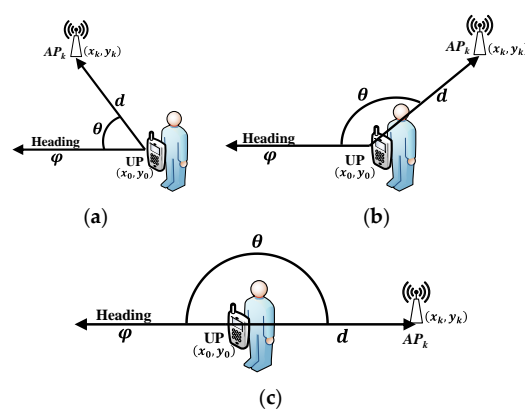 AP_k (x_k, y_k)
d
θ
Heading
φ
UP
(x_0, y_0)
(a)
AP_k (x_k, y_k)
d
θ
Heading
φ
UP
(x_0, y_0)
(b)
θ
Heading
φ
UP
(x_0, y_0)
d
(x_k, y_k)
AP_k
(c)